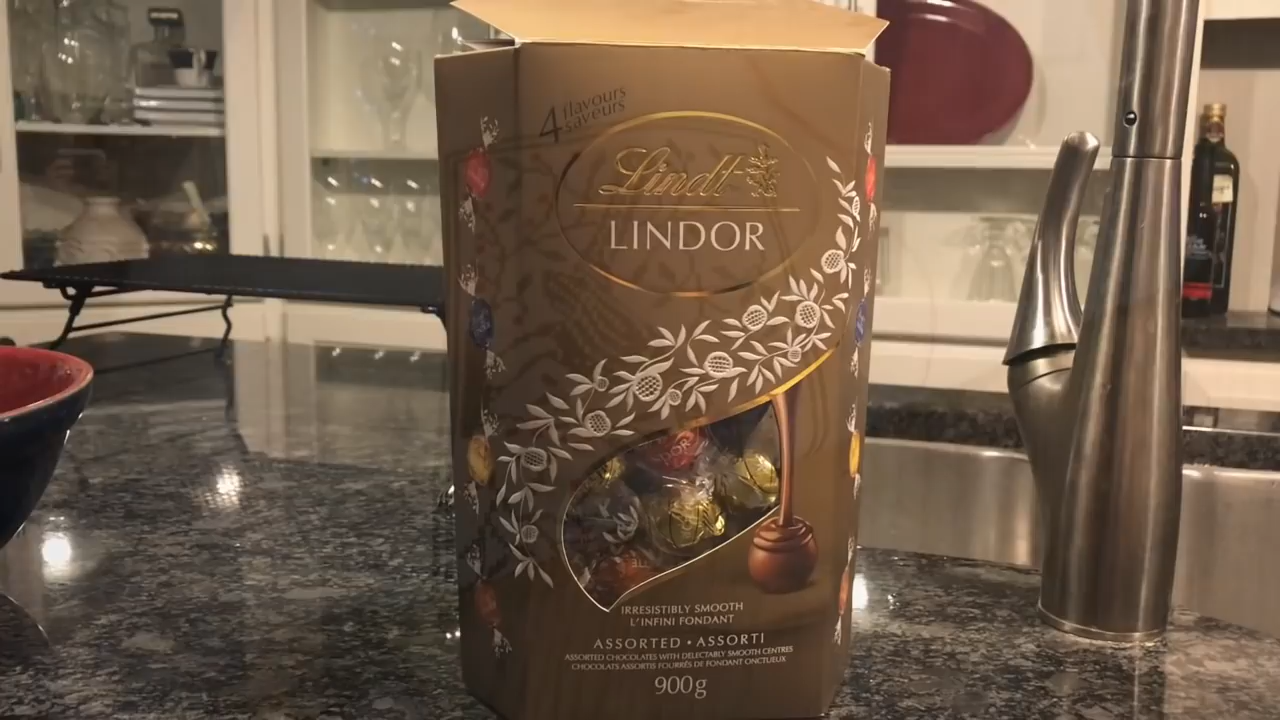 4 flavours
saveurs
Lindt
LINDOR
IRRESISTIBLY SMOOTH
L'INFINI FONDANT
ASSORTED • ASSORTI
ASSORTED CHOCOLATES WITH DELECTABLY SMOOTH CENTRES
CHOCOLATS ASSORTIS FOURRÉS DE FONDANT ONCTUEUX
900g